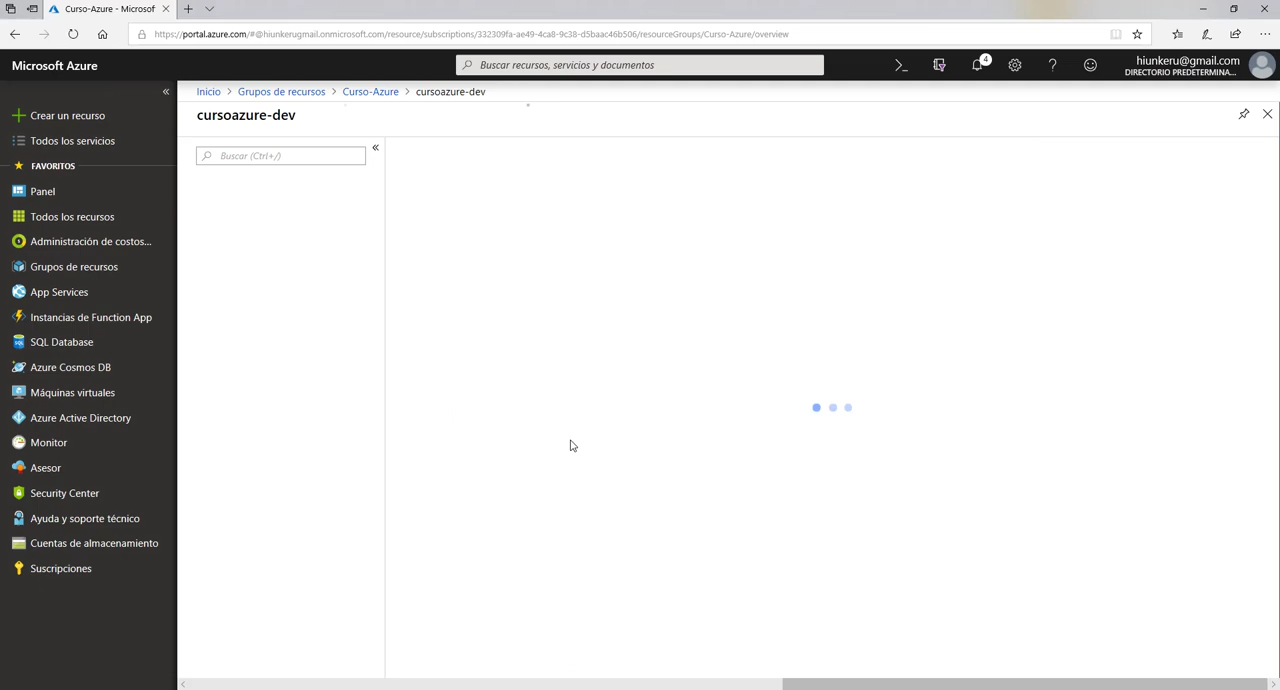 Curso-Azure - Microsof
https://portal.azure.com/#@hiunkerugmail.onmicrosoft.com/resource/subscriptions/332309fa-ae49-4ca8-9c38-d5baac46b506/resourceGroups/Curso-Azure/overview
Microsoft Azure
Buscar recursos, servicios y documentos
4
hiunkeru@gmail.com
DIRECTORIO PREDETERMINA...
Crear un recurso
Todos los servicios
FAVORITOS
Panel
Todos los recursos
Administración de costos...
Grupos de recursos
App Services
Instancias de Function App
SQL Database
Azure Cosmos DB
Máquinas virtuales
Azure Active Directory
Monitor
Asesor
Security Center
Ayuda y soporte técnico
Cuentas de almacenamiento
Suscripciones
Inicio > Grupos de recursos > Curso-Azure > cursoazure-dev
cursoazure-dev
Buscar (Ctrl+/)